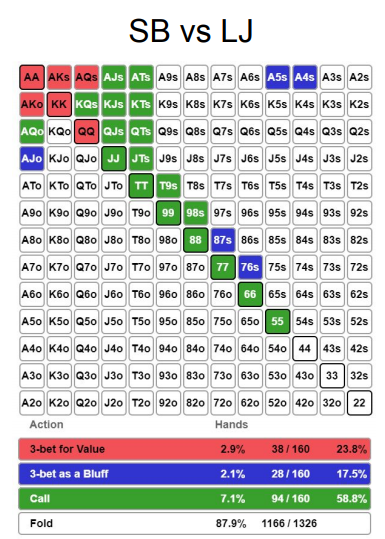 SB vs LJ
AA AKs AQs AJs ATs A9s A8s A7s A6s A5s A4s A3s A2s
AKo KK KQs KJs KTs K9s K8s K7s K6s K5s K4s K3s K2s
AQo KQo QQ QJs QTs Q9s Q8s Q7s Q6s Q5s Q4s Q3s Q2s
AJo KJo QJo JJ JTs J9s J8s J7s J6s J5s J4s J3s J2s
ATo KTo QTo JTo TT T9s T8s T7s T6s T5s T4s T3s T2s
A9o K9o Q9o J9o T9o 99 98s 97s 96s 95s 94s 93s 92s
A8o K8o Q8o J8o T8o 98o 88 87s 86s 85s 84s 83s 82s
A7o K7o Q7o J7o T7o 97o 87o 77 76s 75s 74s 73s 72s
A6o K6o Q6o J6o T6o 96o 86o 76o 66 65s 64s 63s 62s
A5o K5o Q5o J5o T5o 95o 85o 75o 65o 55 54s 53s 52s
A4o K4o Q4o J4o T4o 94o 84o 74o 64o 54o 44 43s 42s
A3o K3o Q3o J3o T3o 93o 83o 73o 63o 53o 43o 33 32s
A2o K2o Q2o J2o T2o 92o 82o 72o 62o 52o 42o 32o 22
Action Hands
3-bet for Value 2.9% 38 / 160 23.8%
3-bet as a Bluff 2.1% 28 / 160 17.5%
Call 7.1% 94 / 160 58.8%
Fold 87.9% 1166 / 1326